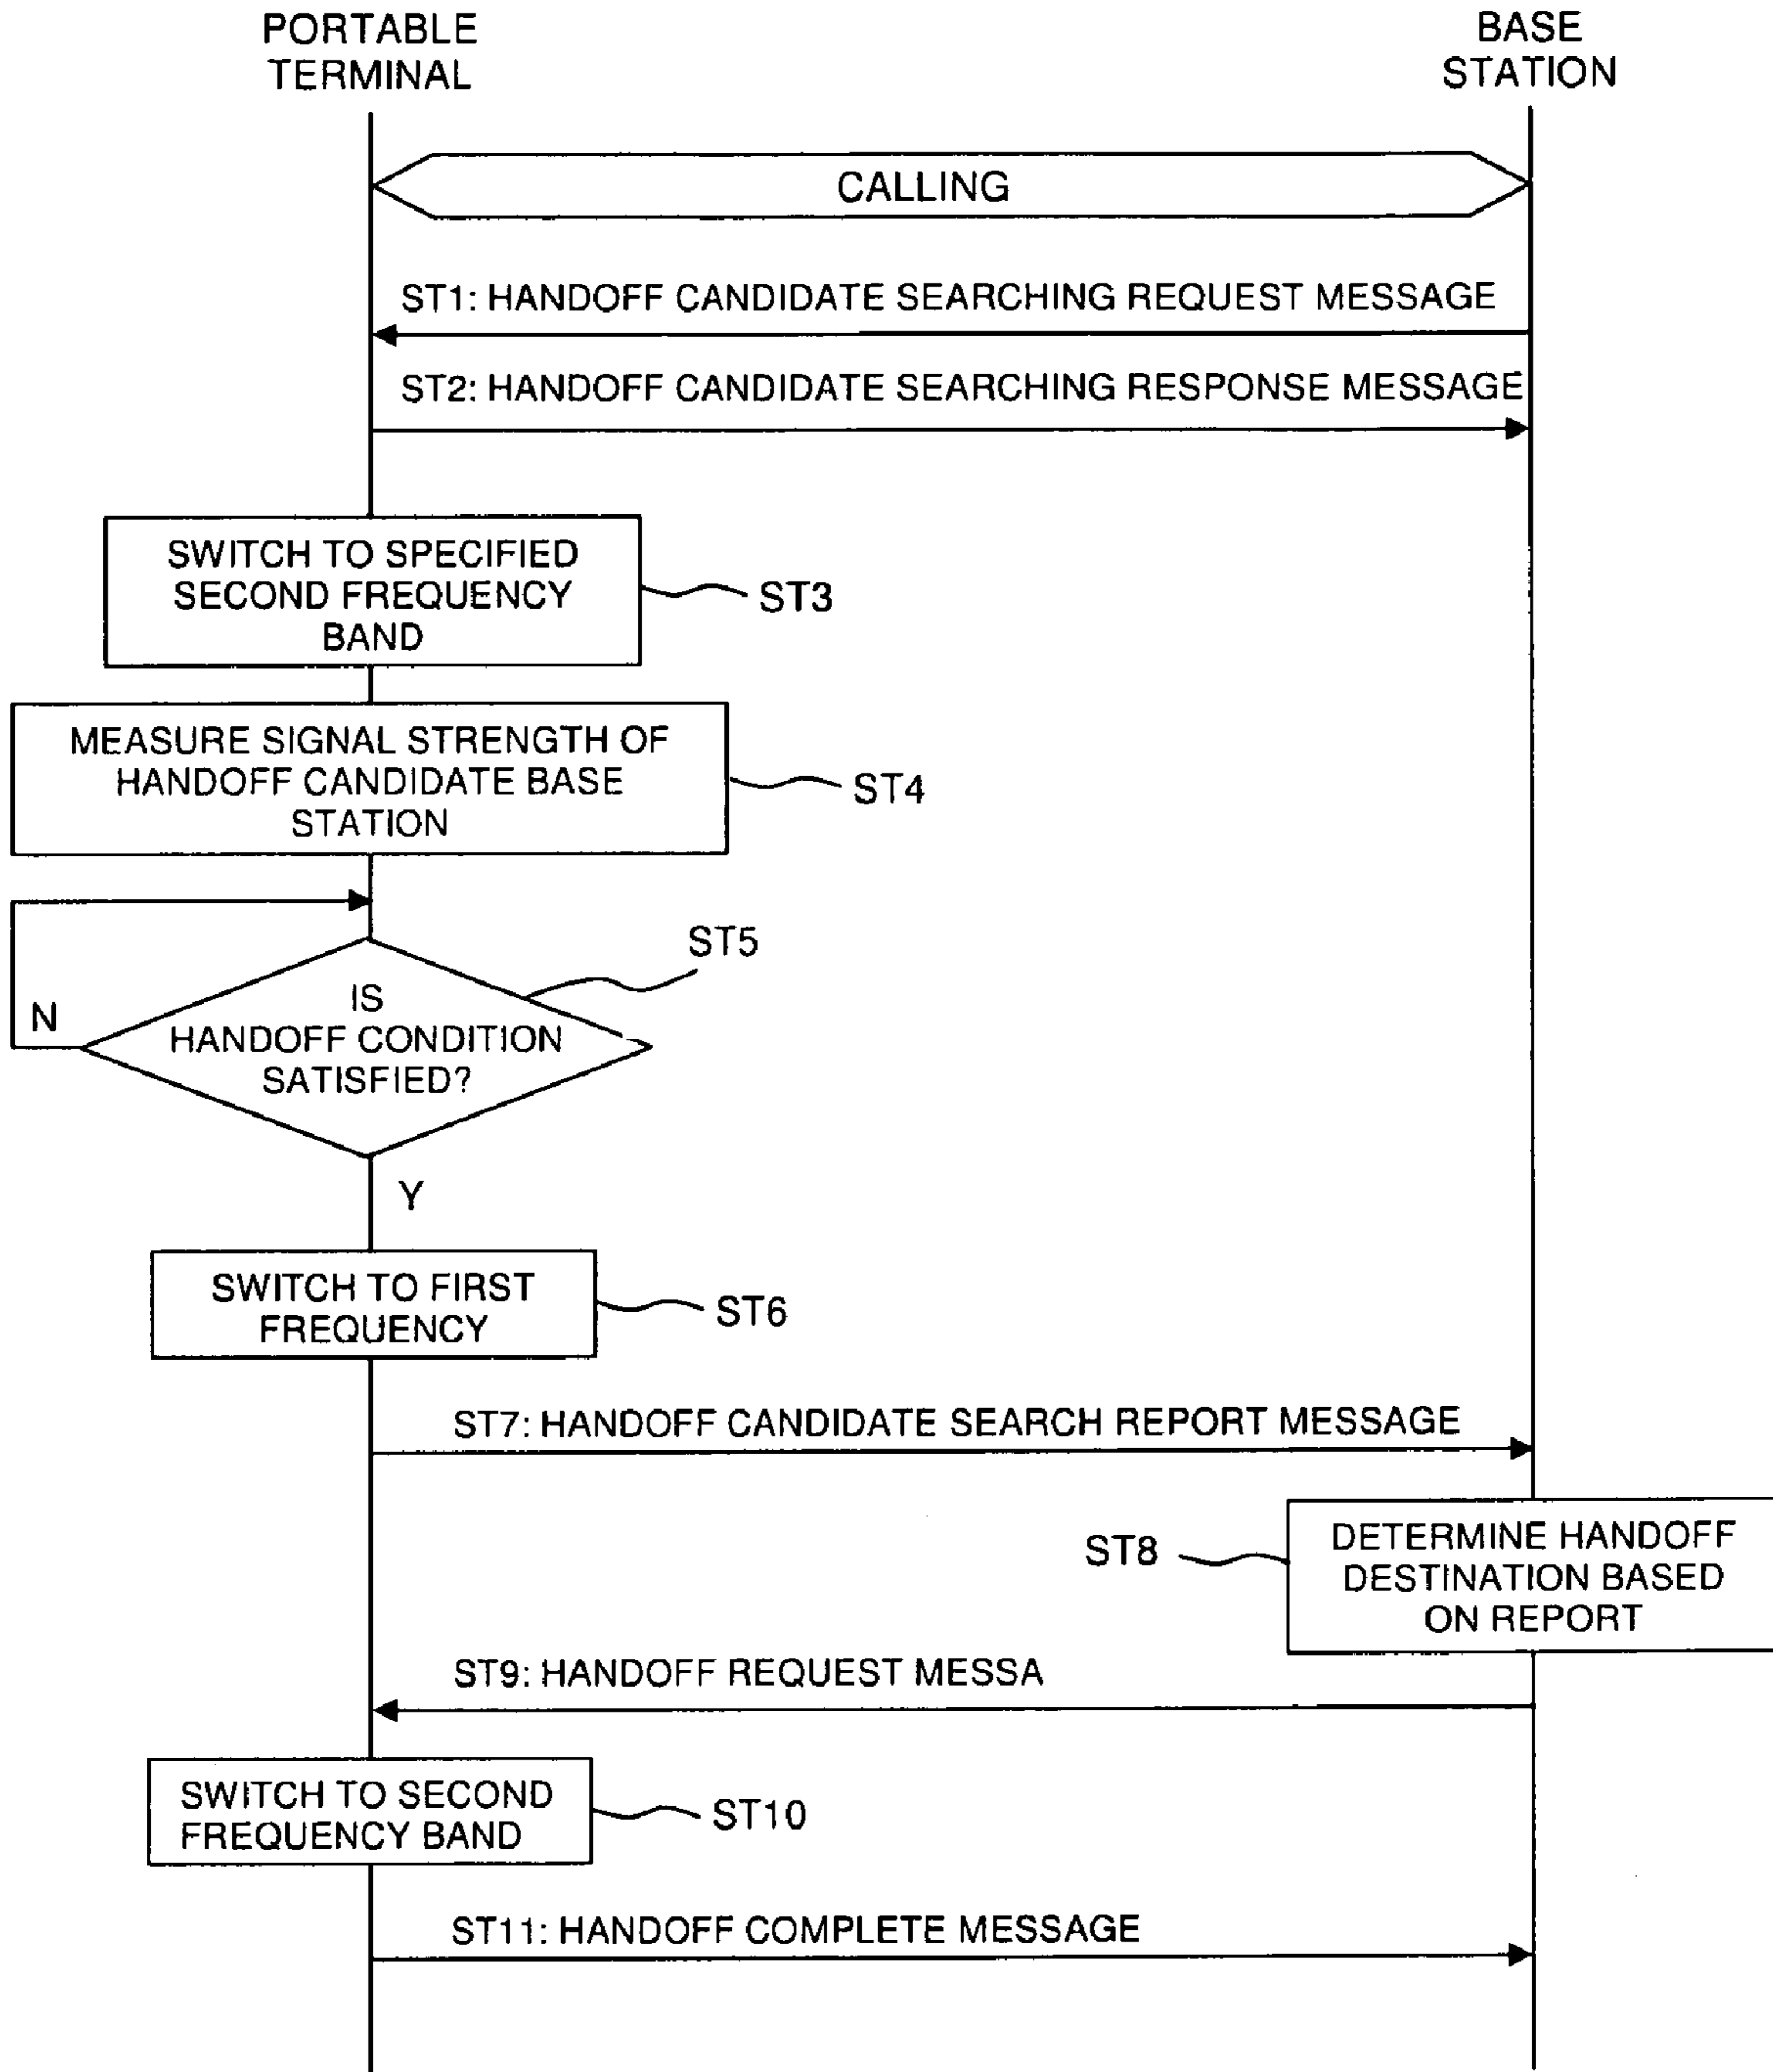 PORTABLE
TERMINAL
BASE
STATION
CALLING
ST1: HANDOFF CANDIDATE SEARCHING REQUEST MESSAGE
ST2: HANDOFF CANDIDATE SEARCHING RESPONSE MESSAGE
SWITCH TO SPECIFIED
SECOND FREQUENCY
BAND
ST3
MEASURE SIGNAL STRENGTH OF
HANDOFF CANDIDATE BASE
STATION
ST4
ST5
IS
HANDOFF CONDITION
SATISFIED?
N
Y
SWITCH TO FIRST
FREQUENCY
ST6
ST7: HANDOFF CANDIDATE SEARCH REPORT MESSAGE
ST8
DETERMINE HANDOFF
DESTINATION BASED
ON REPORT
ST9: HANDOFF REQUEST MESSA
SWITCH TO SECOND
FREQUENCY BAND
ST10
ST11: HANDOFF COMPLETE MESSAGE